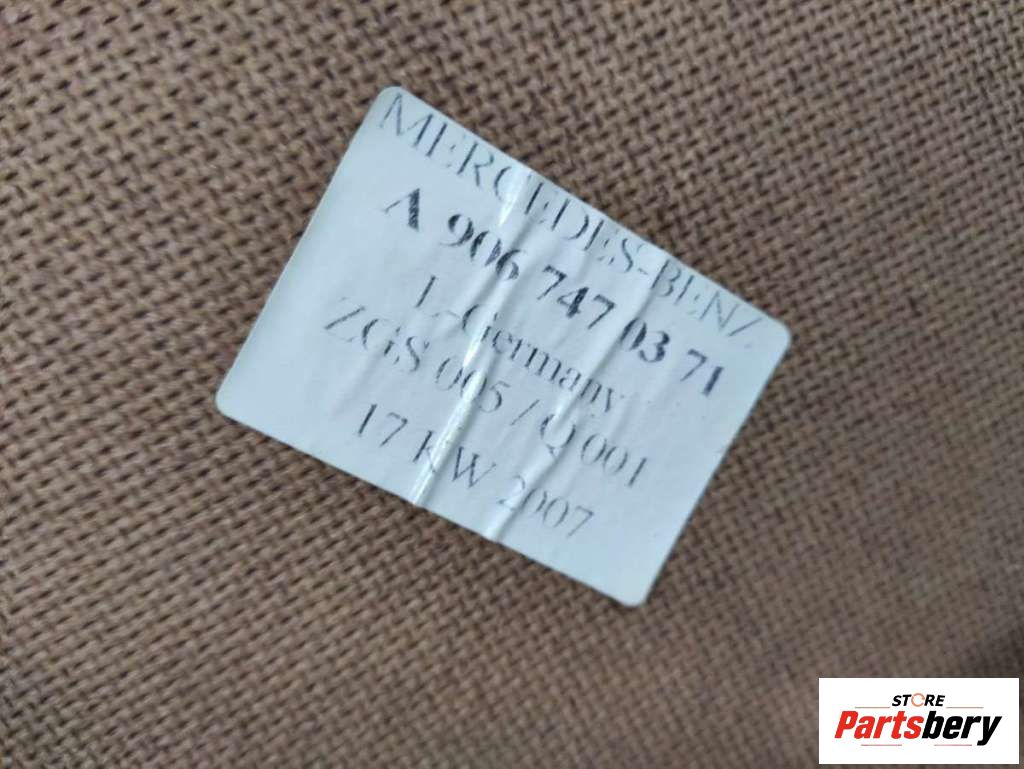 MERCEDES-BENZ
A 906 747 03 71
L-Germany
ZGS 005 / Q 001
17 KW 2007
STORE
Partsbery